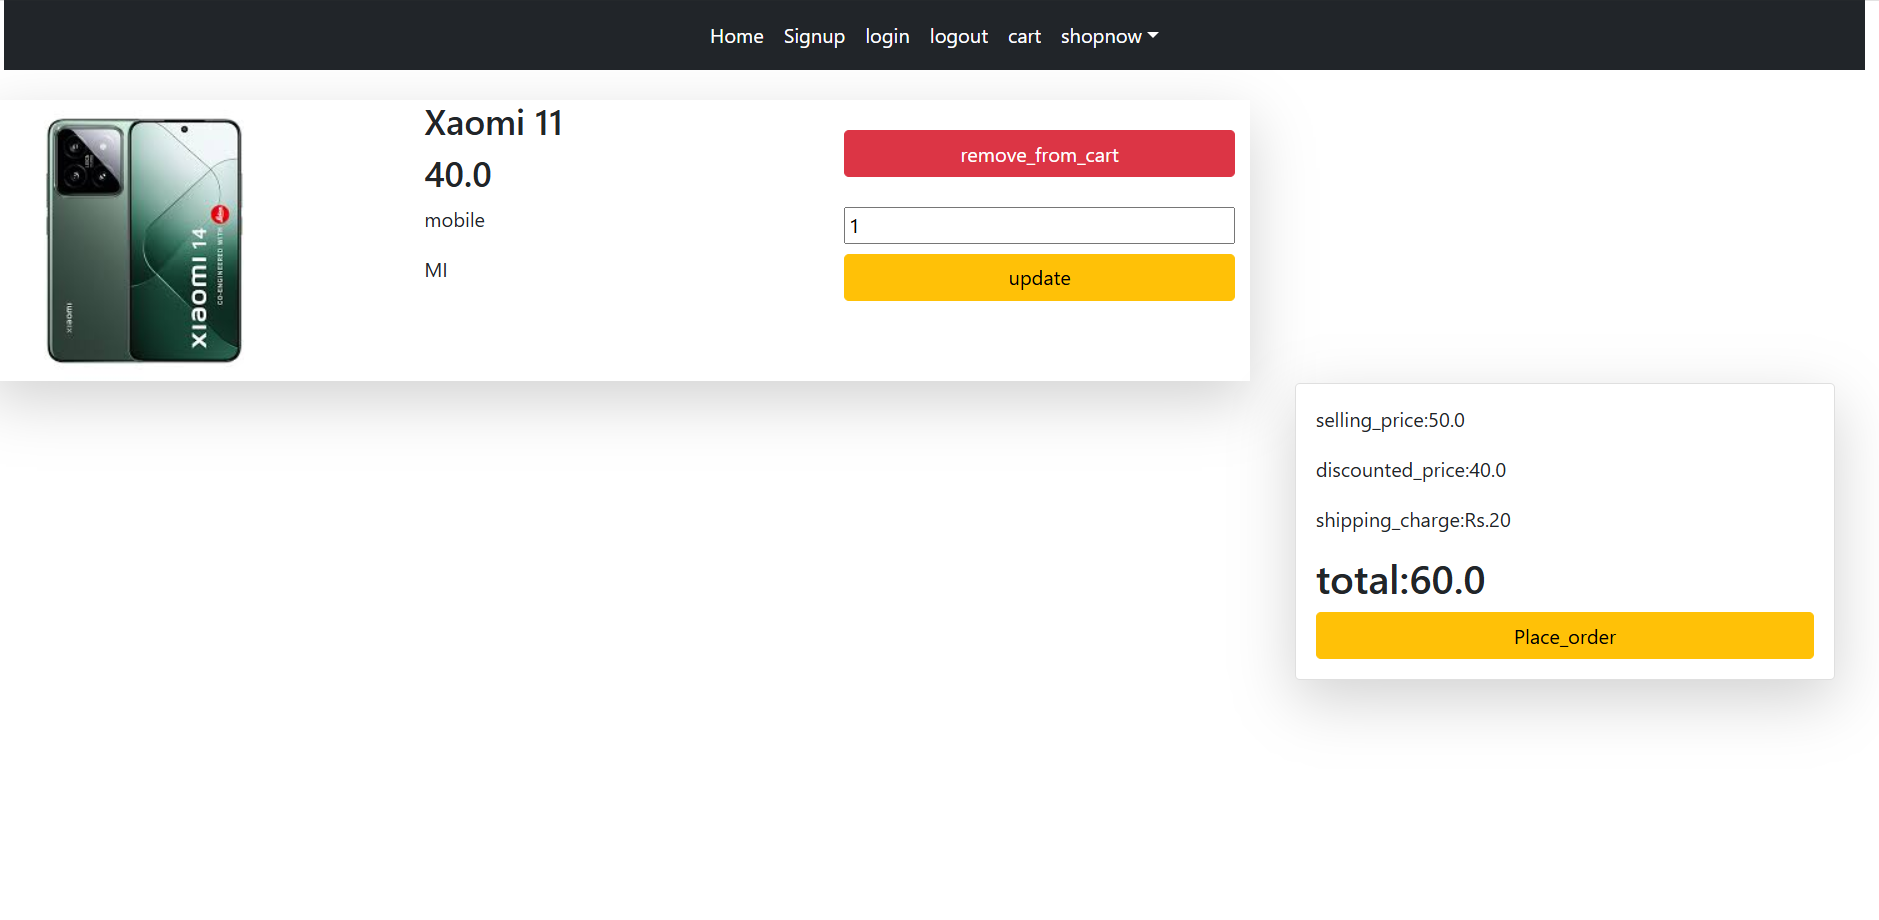 Home Signup login logout cart shopnow
Xaomi 11
40.0
mobile
MI
xiaomi
xiaomi 14
CO-ENGINEERED WITH
remove_from_cart
1
update
selling_price:50.0
discounted_price:40.0
shipping_charge:Rs.20
total:60.0
Place_order